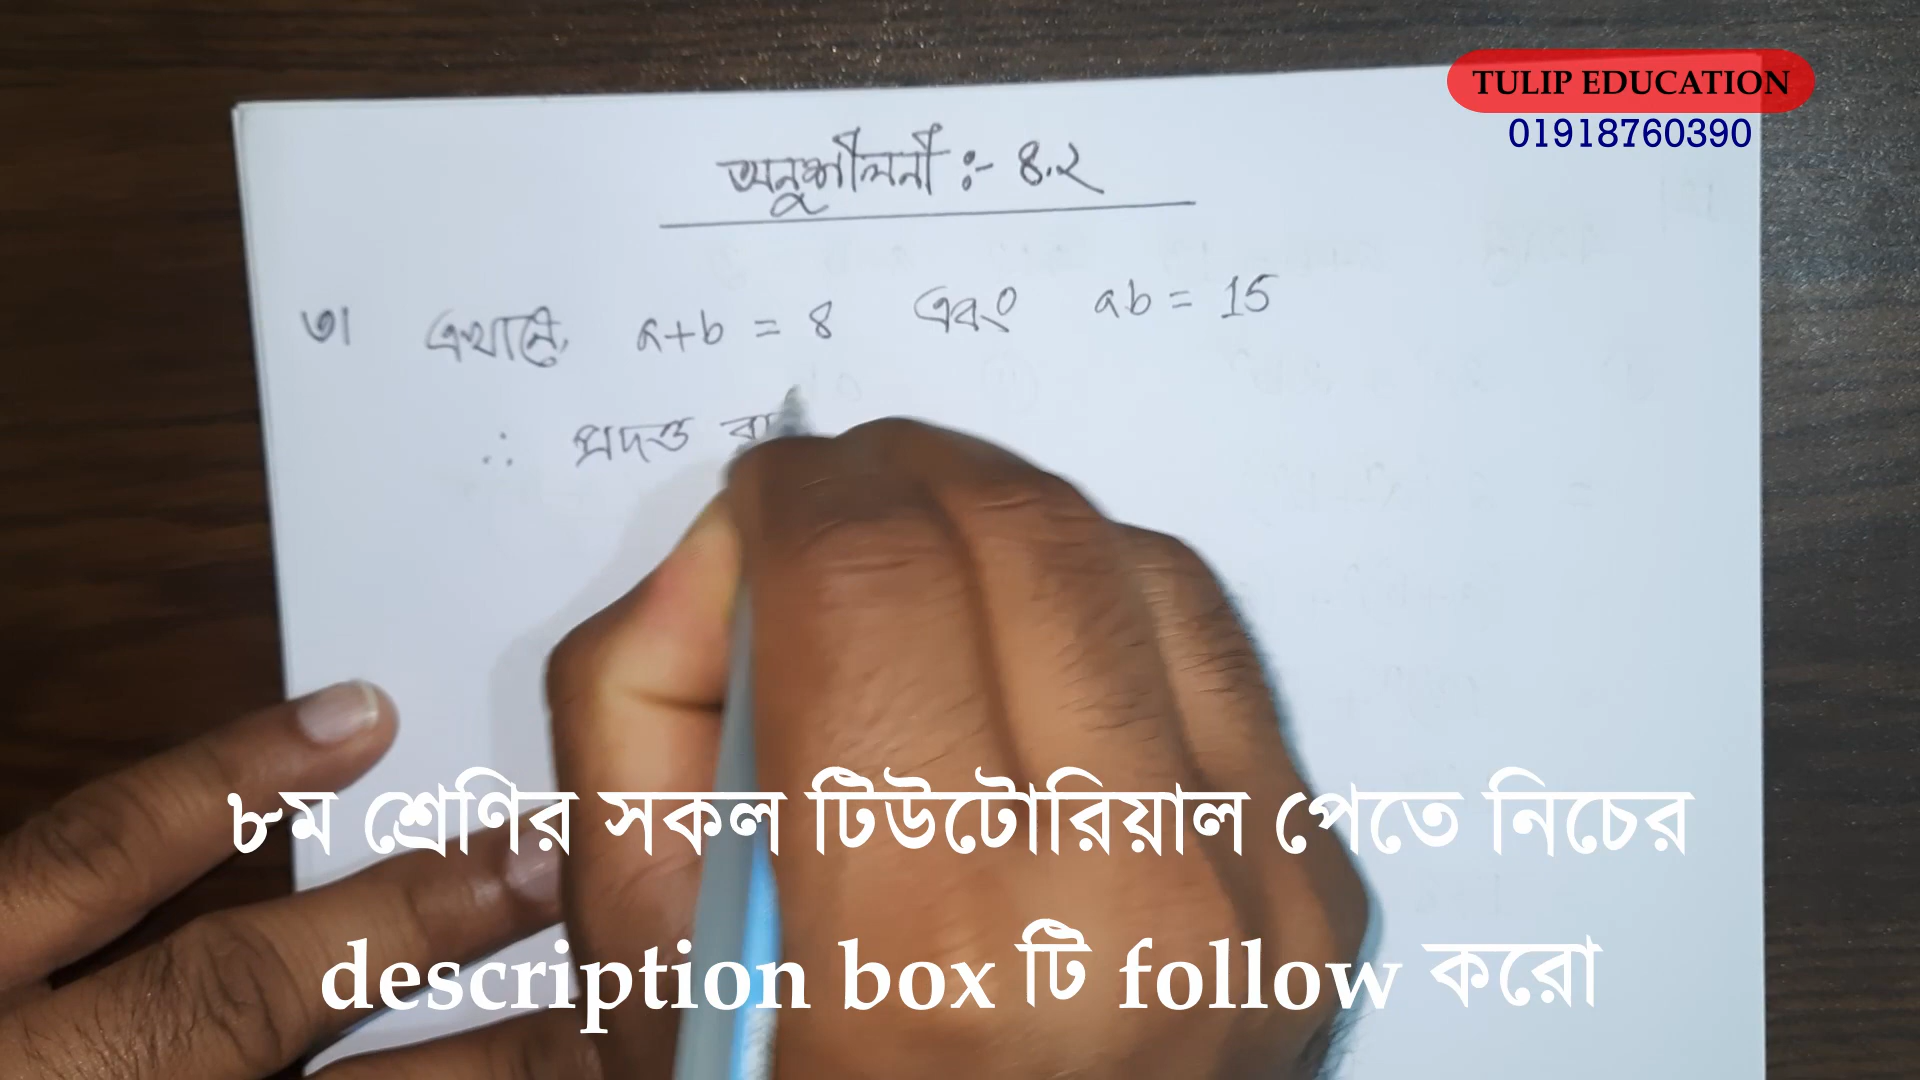 TULIP EDUCATION
01918760390
অনুশীলনী :- ৪.২
৩। এখানে, a+b = 8 এবং ab = 15
∴ প্রদত্ত
৮ম শ্রেণির সকল টিউটোরিয়াল পেতে নিচের
description box টি follow করো